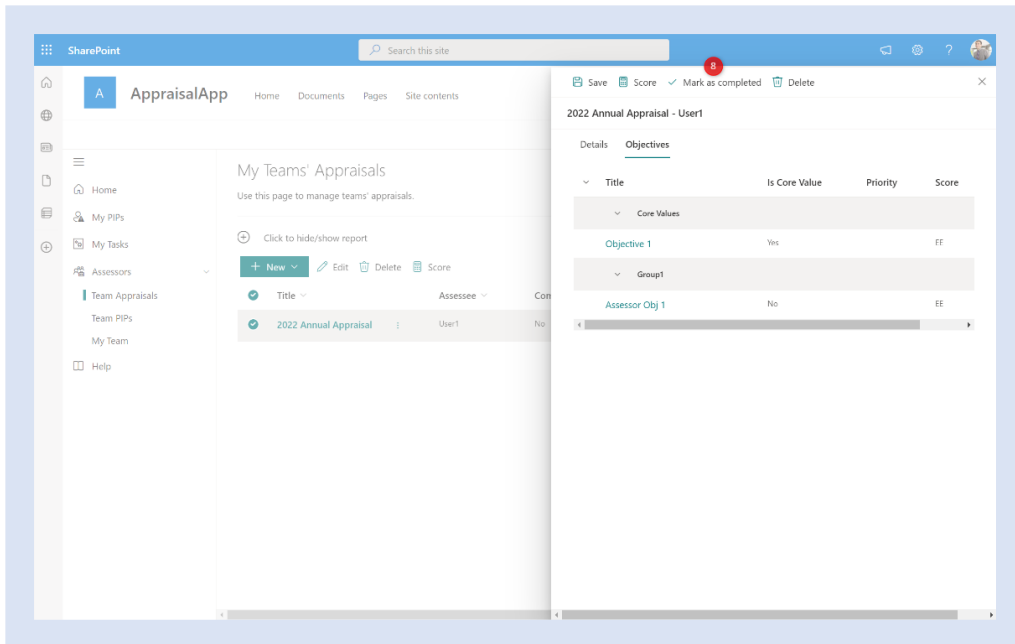 SharePoint
Search this site
?
8
Save Score Mark as completed Delete
A AppraisalApp Home Documents Pages Site contents
2022 Annual Appraisal - User1
Details Objectives
My Teams' Appraisals
Use this page to manage teams' appraisals.
Home
My PIPs
My Tasks
Assessors
Team Appraisals
Team PIPs
My Team
Help
Click to hide/show report
New Edit Delete Score
Title Assessee Con
2022 Annual Appraisal User1 No
Title Is Core Value Priority Score
Core Values
Objective 1 Yes EE
Group1
Assessor Obj 1 No EE